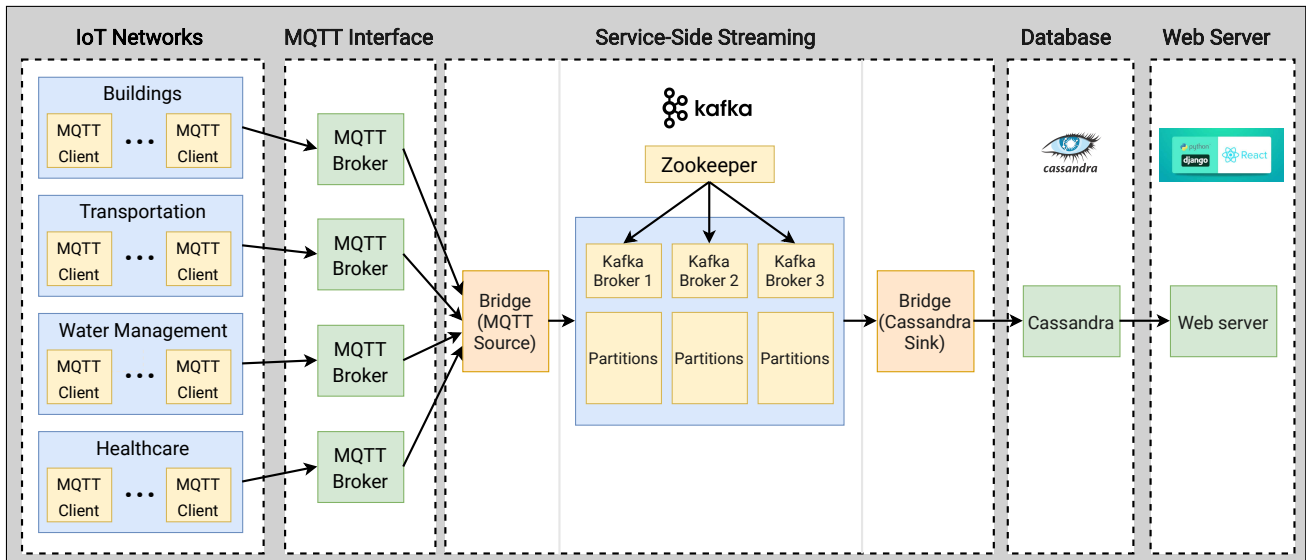 IoT Networks
MQTT Interface
Service-Side Streaming
Database
Web Server
Buildings
MQTT
Client
MQTT
Client
Transportation
MQTT
Client
MQTT
Client
Water Management
MQTT
Client
MQTT
Client
Healthcare
MQTT
Client
MQTT
Client
MQTT
Broker
MQTT
Broker
MQTT
Broker
MQTT
Broker
Bridge
(MQTT
Source)
kafka
Zookeeper
Kafka
Broker 1
Kafka
Broker 2
Kafka
Broker 3
Partitions
Partitions
Partitions
Bridge
(Cassandra
Sink)
cassandra
Cassandra
python
django
React
Web server